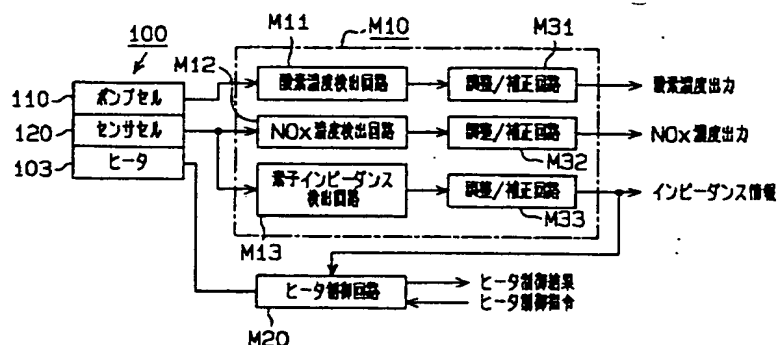 100
M11
M10
M31
M12
110
ポンプセル
酸素濃度検出回路
調整/補正回路
酸素濃度出力
120
センサセル
NOx濃度検出回路
調整/補正回路
NOx濃度出力
103
ヒータ
M32
素子インピーダンス
検出回路
調整/補正回路
インピーダンス情報
M13
M33
ヒータ制御回路
ヒータ制御結果
ヒータ制御指令
M20